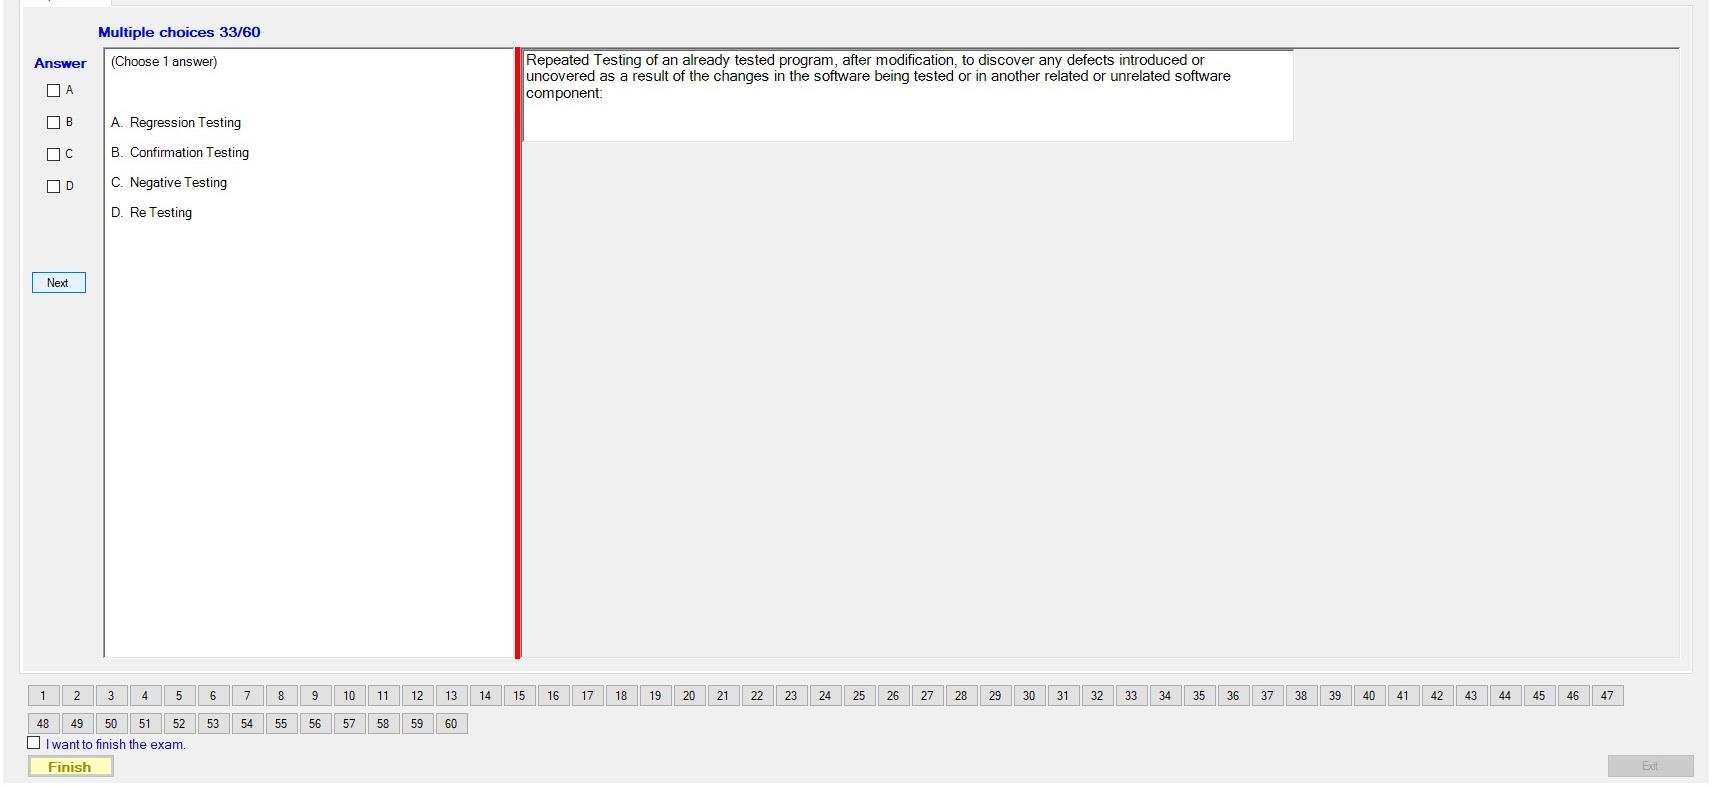 Multiple choices 33/60
Answer
A
B
C
D
Next
(Choose 1 answer)
A. Regression Testing
B. Confirmation Testing
C. Negative Testing
D. Re Testing
Repeated Testing of an already tested program, after modification, to discover any defects introduced or
uncovered as a result of the changes in the software being tested or in another related or unrelated software
component:
1 2 3 4 5 6 7 8 9 10 11 12 13 14 15 16 17 18 19 20 21 22 23 24 25 26 27 28 29 30 31 32 33 34 35 36 37 38 39 40 41 42 43 44 45 46 47
48 49 50 51 52 53 54 55 56 57 58 59 60
I want to finish the exam.
Finish
Exit